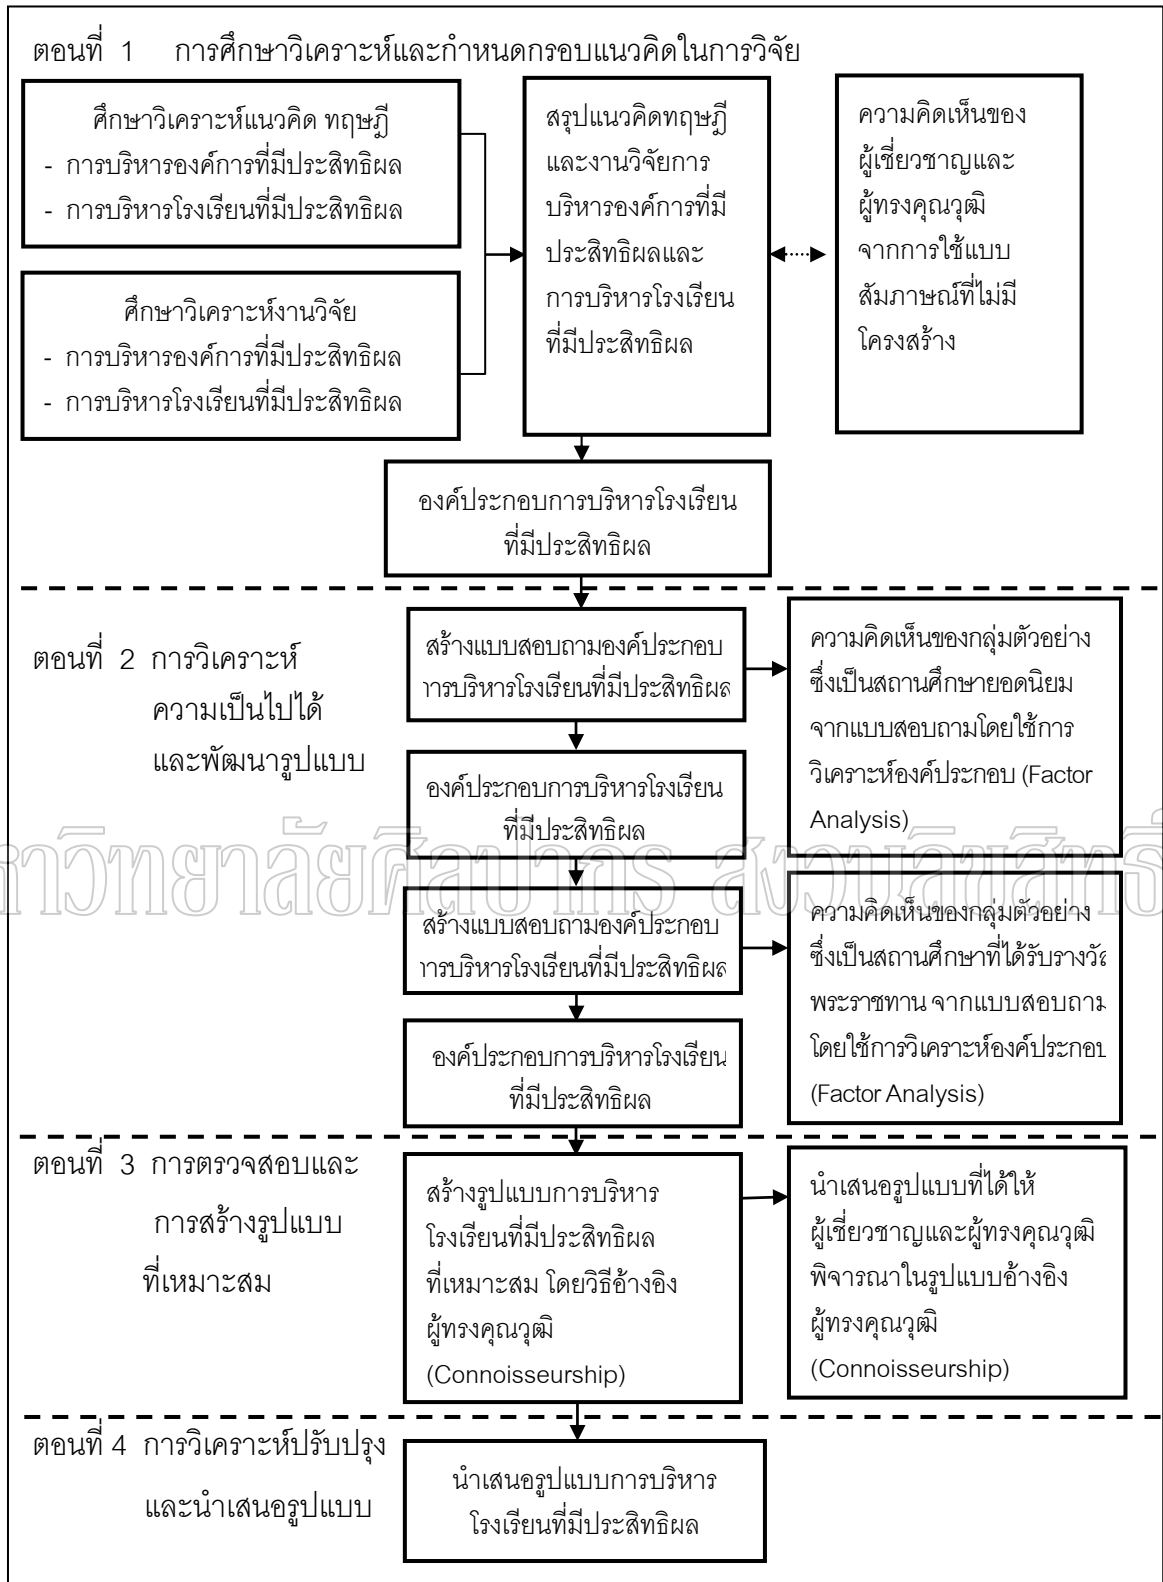 ตอนที่ 1 การศึกษาวิเคราะห์และกำหนดกรอบแนวคิดในการวิจัย
ศึกษาวิเคราะห์แนวคิด ทฤษฎี
- การบริหารองค์การที่มีประสิทธิผล
- การบริหารโรงเรียนที่มีประสิทธิผล
ศึกษาวิเคราะห์งานวิจัย
- การบริหารองค์การที่มีประสิทธิผล
- การบริหารโรงเรียนที่มีประสิทธิผล
สรุปแนวคิดทฤษฎี
และงานวิจัยการ
บริหารองค์การที่มี
ประสิทธิผลและ
การบริหารโรงเรียน
ที่มีประสิทธิผล
ความคิดเห็นของ
ผู้เชี่ยวชาญและ
ผู้ทรงคุณวุฒิ
จากการใช้แบบ
สัมภาษณ์ที่ไม่มี
โครงสร้าง
องค์ประกอบการบริหารโรงเรียน
ที่มีประสิทธิผล
ตอนที่ 2 การวิเคราะห์
ความเป็นไปได้
และพัฒนารูปแบบ
สร้างแบบสอบถามองค์ประกอบ
การบริหารโรงเรียนที่มีประสิทธิผล
ความคิดเห็นของกลุ่มตัวอย่าง
ซึ่งเป็นสถานศึกษายอดนิยม
จากแบบสอบถามโดยใช้การ
วิเคราะห์องค์ประกอบ (Factor
Analysis)
องค์ประกอบการบริหารโรงเรียน
ที่มีประสิทธิผล
หาวิทยาลัยศิลปากร สงวนลิขสิทธิ์
สร้างแบบสอบถามองค์ประกอบ
การบริหารโรงเรียนที่มีประสิทธิผล
ความคิดเห็นของกลุ่มตัวอย่าง
ซึ่งเป็นสถานศึกษาที่ได้รับรางวัล
พระราชทาน จากแบบสอบถาม
โดยใช้การวิเคราะห์องค์ประกอบ
(Factor Analysis)
องค์ประกอบการบริหารโรงเรียน
ที่มีประสิทธิผล
ตอนที่ 3 การตรวจสอบและ
การสร้างรูปแบบ
ที่เหมาะสม
สร้างรูปแบบการบริหาร
โรงเรียนที่มีประสิทธิผล
ที่เหมาะสม โดยวิธีอ้างอิง
ผู้ทรงคุณวุฒิ
(Connoisseurship)
นำเสนอรูปแบบที่ได้ให้
ผู้เชี่ยวชาญและผู้ทรงคุณวุฒิ
พิจารณาในรูปแบบอ้างอิง
ผู้ทรงคุณวุฒิ
(Connoisseurship)
ตอนที่ 4 การวิเคราะห์ปรับปรุง
และนำเสนอรูปแบบ
นำเสนอรูปแบบการบริหาร
โรงเรียนที่มีประสิทธิผล